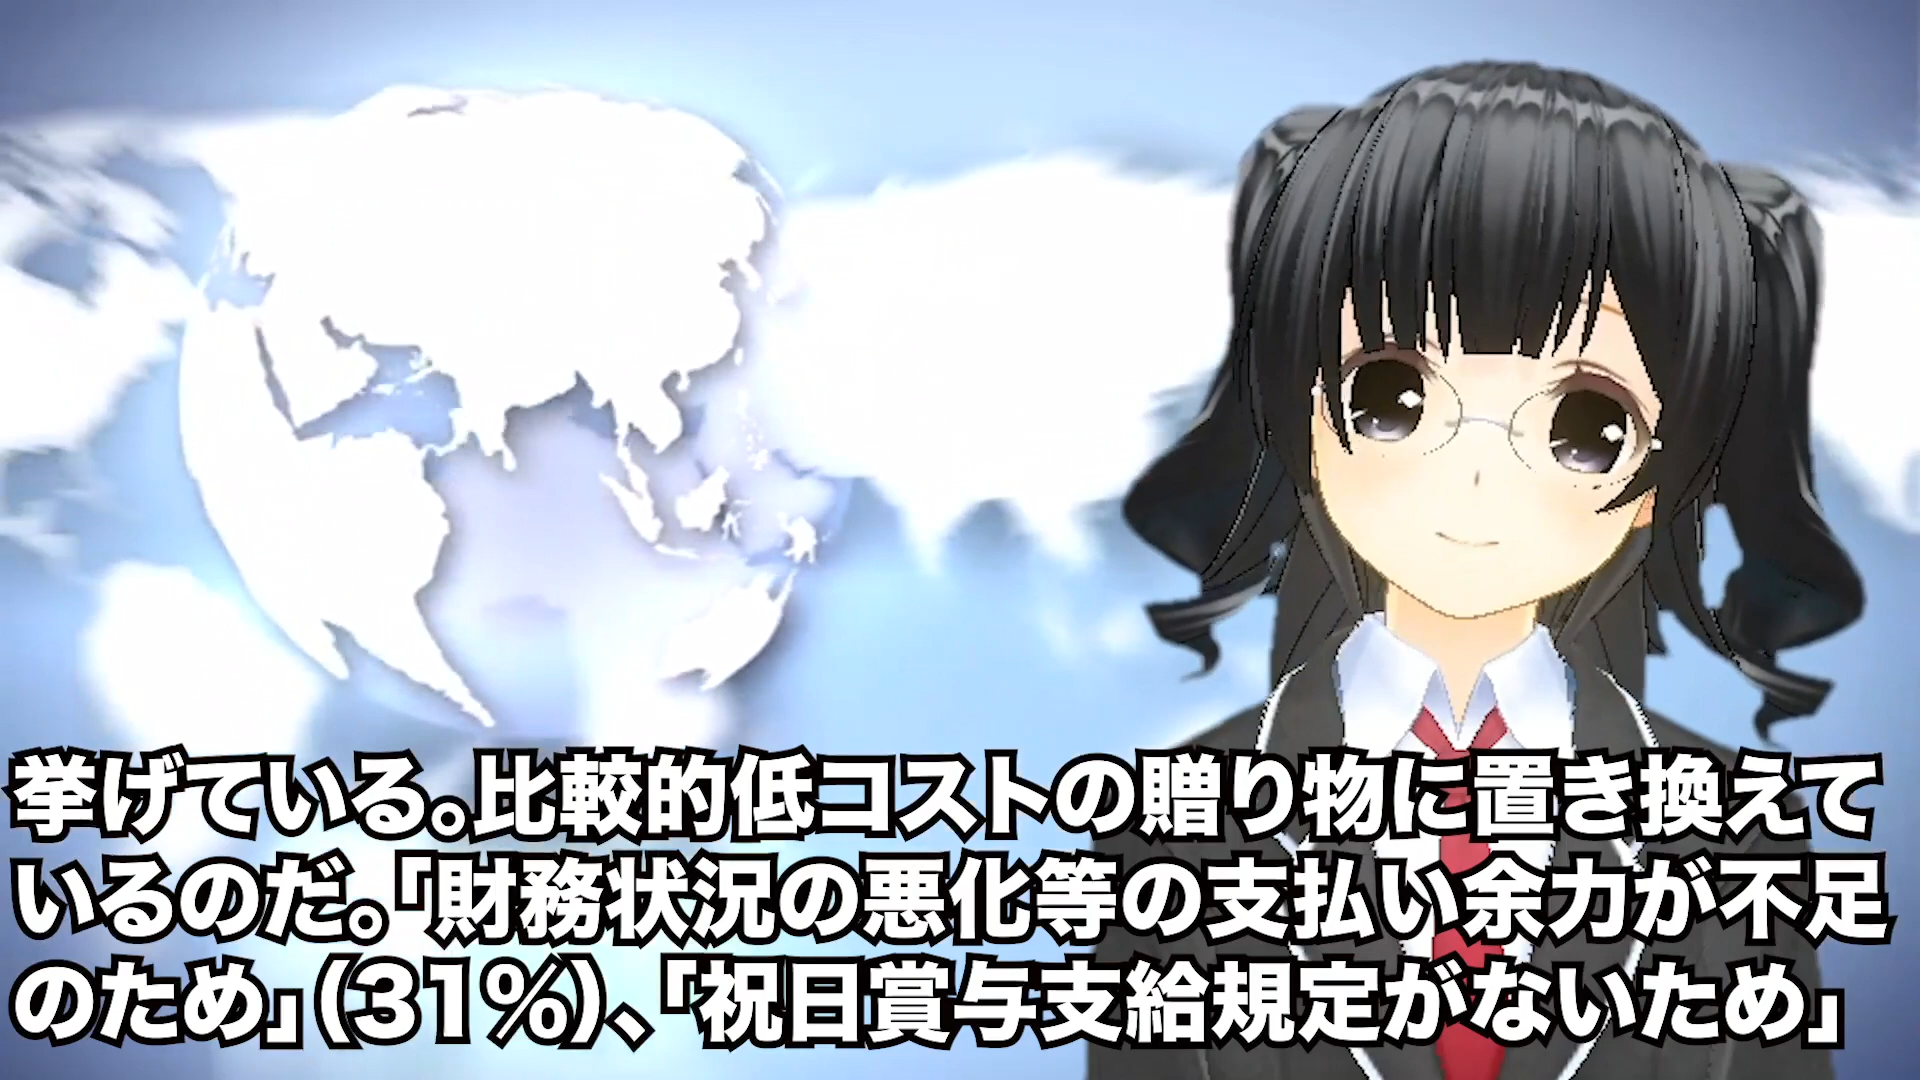 挙げている。比較的低コストの贈り物に置き換えて
いるのだ。「財務状況の悪化等の支払い余力が不足
のため」（31％）、「祝日賞与支給規定がないため」